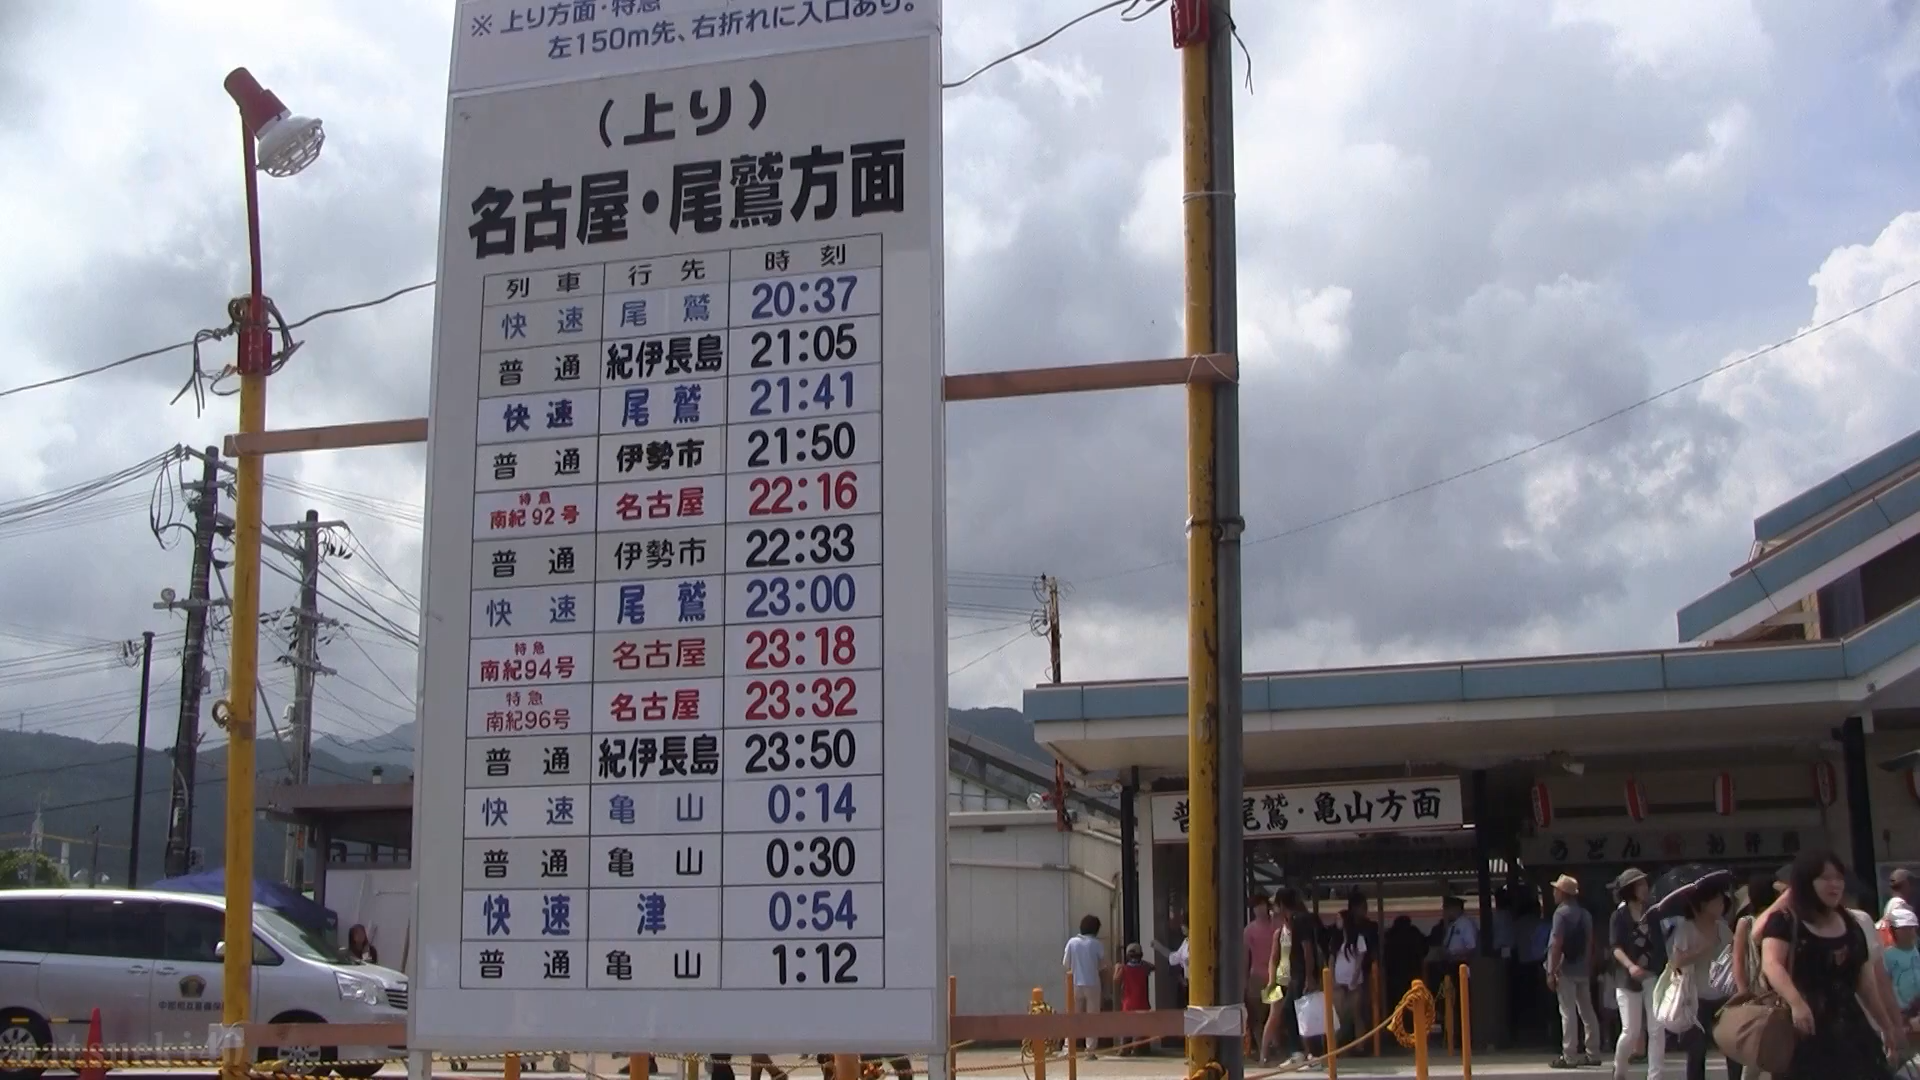 ※ 上り方面・特急
左150m先、右折れに入口あり。
(上り)
名古屋・尾鷲方面
列車 行先 時刻
快速 尾鷲 20:37
普通 紀伊長島 21:05
快速 尾鷲 21:41
普通 伊勢市 21:50
特急 南紀92号 名古屋 22:16
普通 伊勢市 22:33
快速 尾鷲 23:00
特急 南紀94号 名古屋 23:18
特急 南紀96号 名古屋 23:32
普通 紀伊長島 23:50
快速 亀山 0:14
普通 亀山 0:30
快速 津 0:54
普通 亀山 1:12
普 尾鷲・亀山方面
うどん お弁当